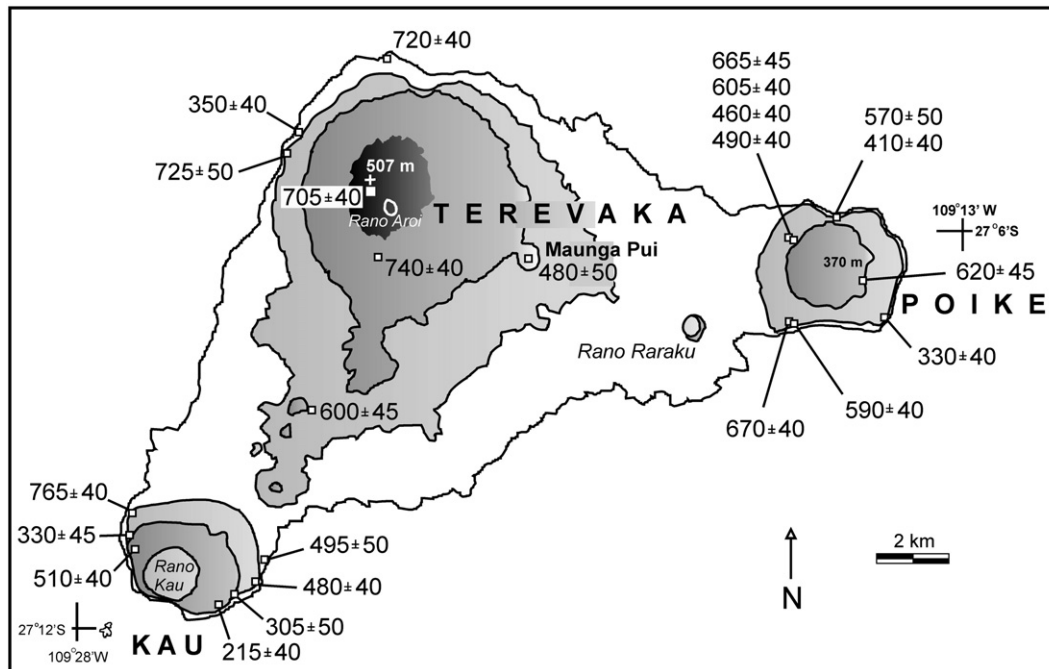 720±40
665±45
605±40
460±40
490±40
350±40
570±50
410±40
725±50
507 m
705±40
Rano Aroi
TEREVAKA
109°13' W
27°6'S
Maunga Pui
740±40
480±50
370 m
620±45
POIKE
Rano Raraku
330±40
600±45
670±40
590±40
765±40
330±45
495±50
510±40
Rano
Kau
480±40
2 km
N
27°12'S
305±50
KAU
215±40
109°28'W